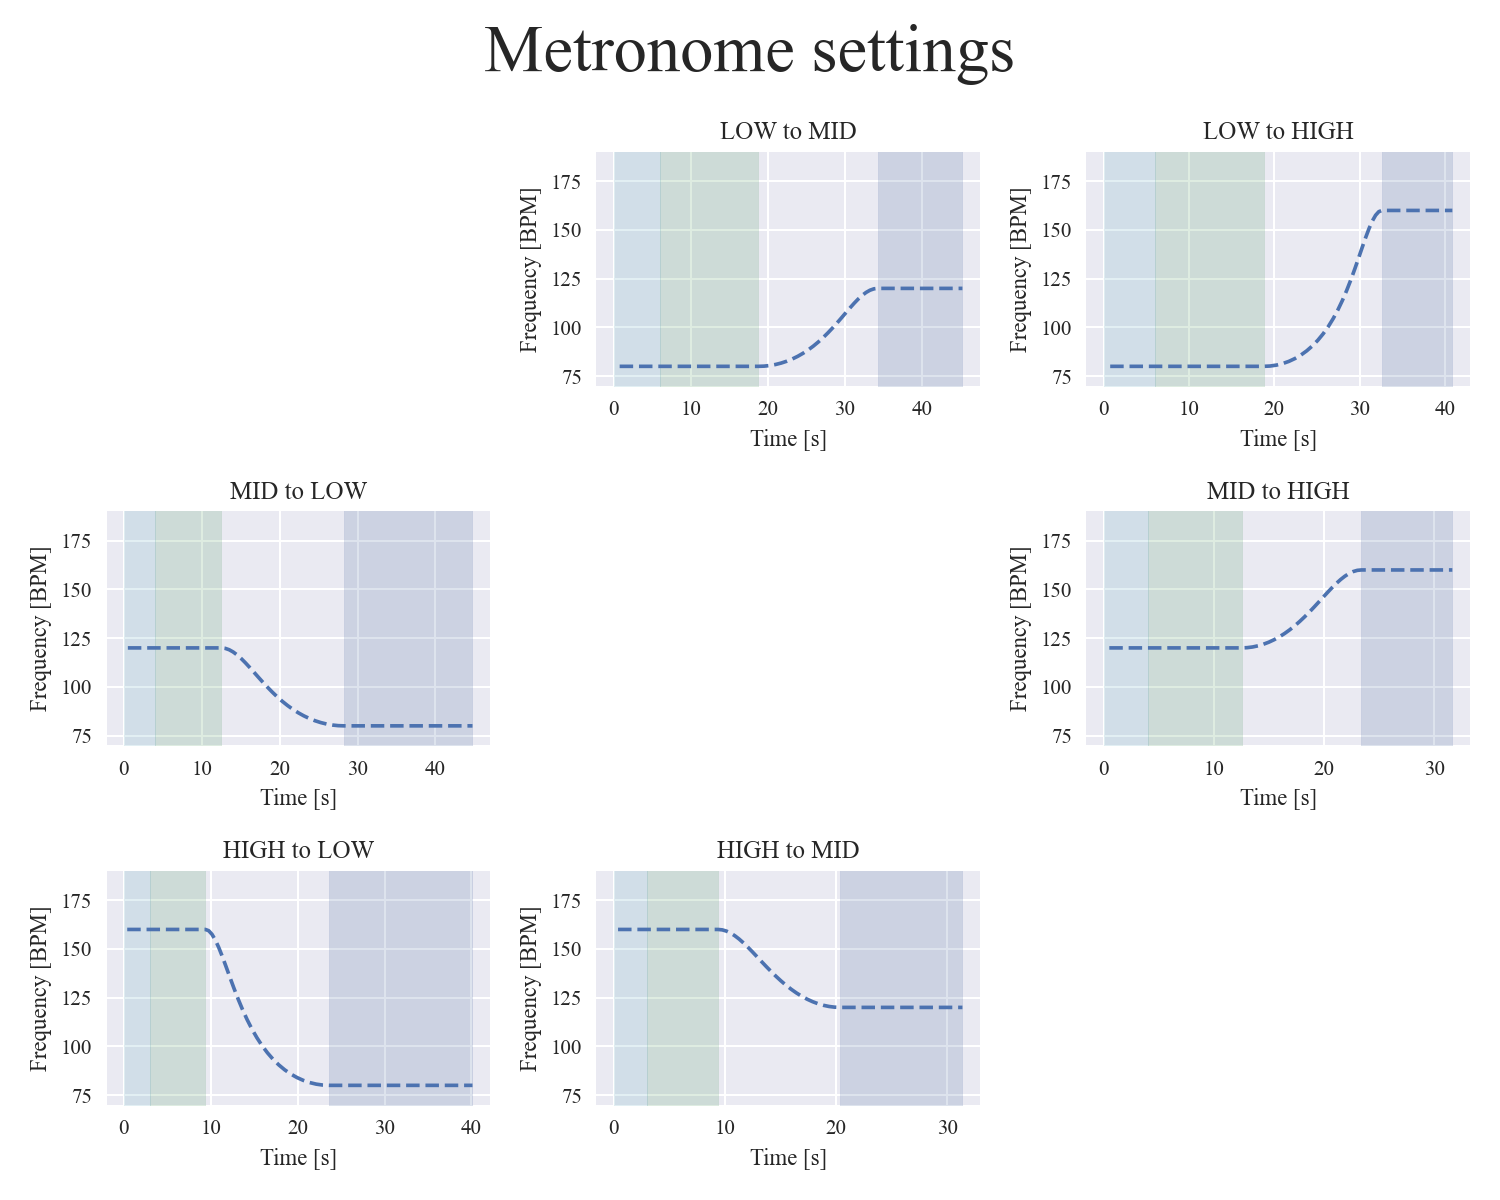 Metronome settings
LOW to MID
175
150
125
100
75
Frequency [BPM]
0 10 20 30 40
Time [s]
LOW to HIGH
175
150
125
100
75
Frequency [BPM]
0 10 20 30 40
Time [s]
MID to LOW
175
150
125
100
75
Frequency [BPM]
0 10 20 30 40
Time [s]
MID to HIGH
175
150
125
100
75
Frequency [BPM]
0 10 20 30
Time [s]
HIGH to LOW
175
150
125
100
75
Frequency [BPM]
0 10 20 30 40
Time [s]
HIGH to MID
175
150
125
100
75
Frequency [BPM]
0 10 20 30
Time [s]